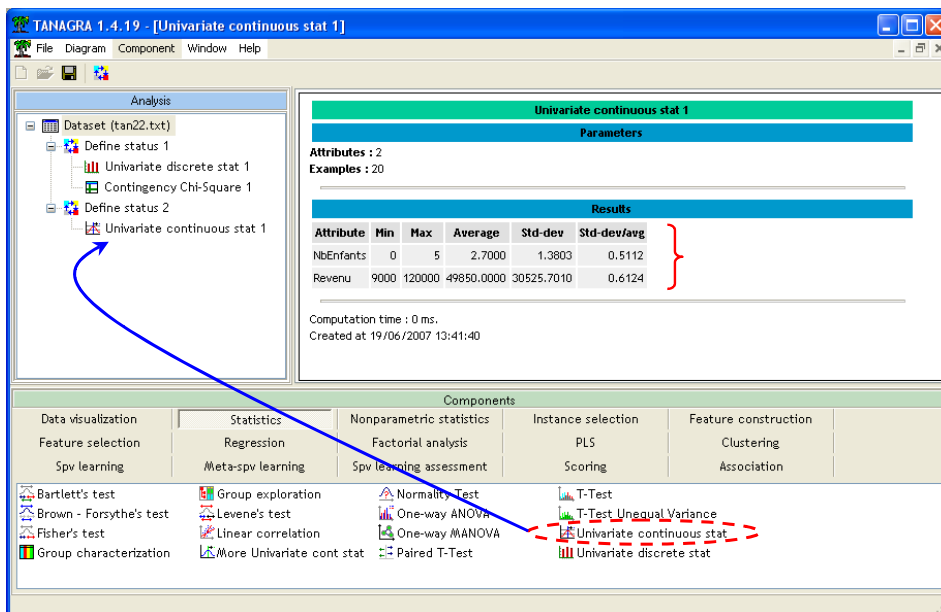 TANAGRA 1.4.19 - [Univariate continuous stat 1]
File Diagram Component Window Help
Analysis
Dataset (tan22.txt)
Define status 1
Univariate discrete stat 1
Contingency Chi-Square 1
Define status 2
Univariate continuous stat 1
Univariate continuous stat 1
Parameters
Attributes : 2
Examples : 20
Results
Attribute Min Max Average Std-dev Std-dev/avg
NbEnfants 0 5 2.7000 1.3803 0.5112
Revenu 9000 120000 49850.0000 30525.7010 0.6124
Computation time : 0 ms.
Created at 19/06/2007 13:41:40
Components
Data visualization Statistics Nonparametric statistics Instance selection Feature construction
Feature selection Regression Factorial analysis PLS Clustering
Spv learning Meta-spv learning Spv learning assessment Scoring Association
Bartlett's test Group exploration Normality Test T-Test
Brown - Forsythe's test Levene's test One-way ANOVA T-Test Unequal Variance
Fisher's test Linear correlation One-way MANOVA Univariate continuous stat
Group characterization More Univariate cont stat Paired T-Test Univariate discrete stat